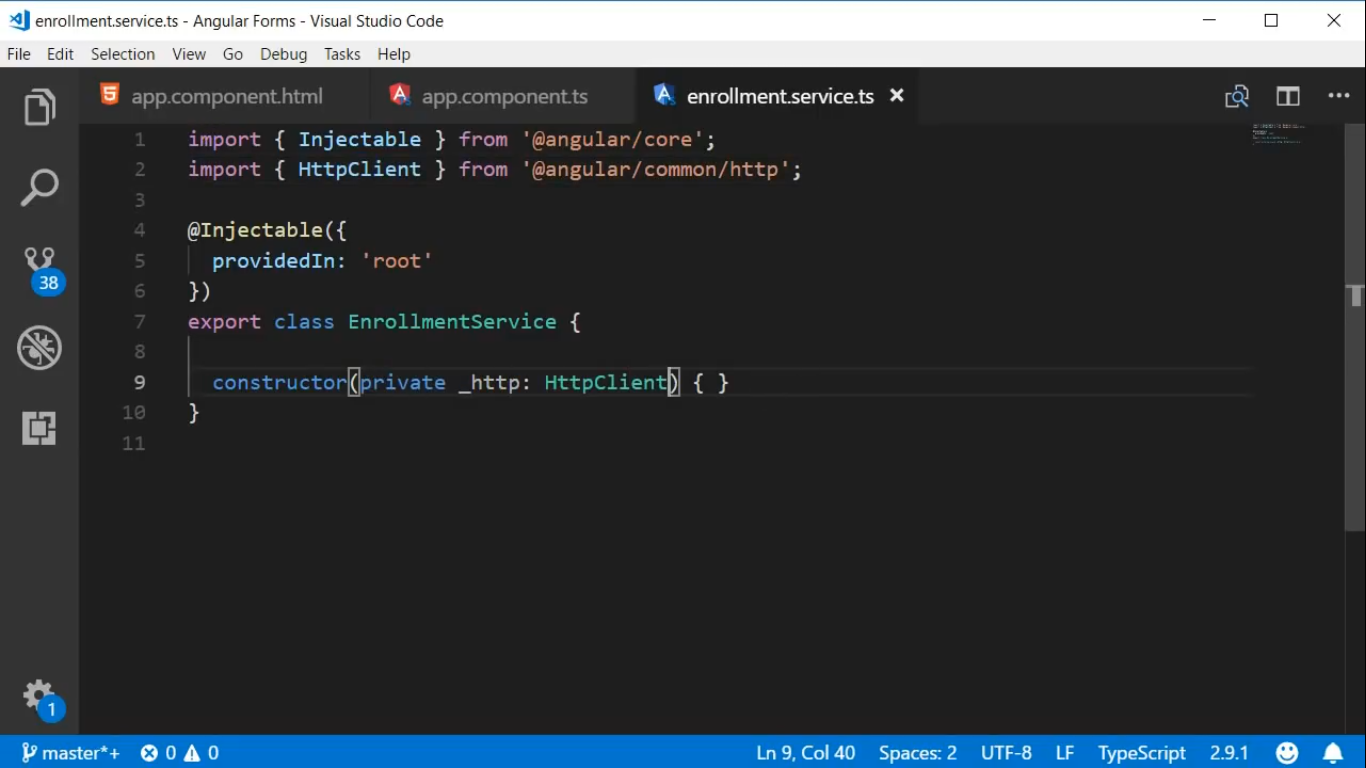 enrollment.service.ts - Angular Forms - Visual Studio Code
File Edit Selection View Go Debug Tasks Help
app.component.html app.component.ts enrollment.service.ts
1 import { Injectable } from '@angular/core';
2 import { HttpClient } from '@angular/common/http';
3
4 @Injectable({
5 providedIn: 'root'
6 })
7 export class EnrollmentService {
8
9 constructor(private _http: HttpClient) { }
10 }
11
38
1
master*+ 0 0 Ln 9, Col 40 Spaces: 2 UTF-8 LF TypeScript 2.9.1